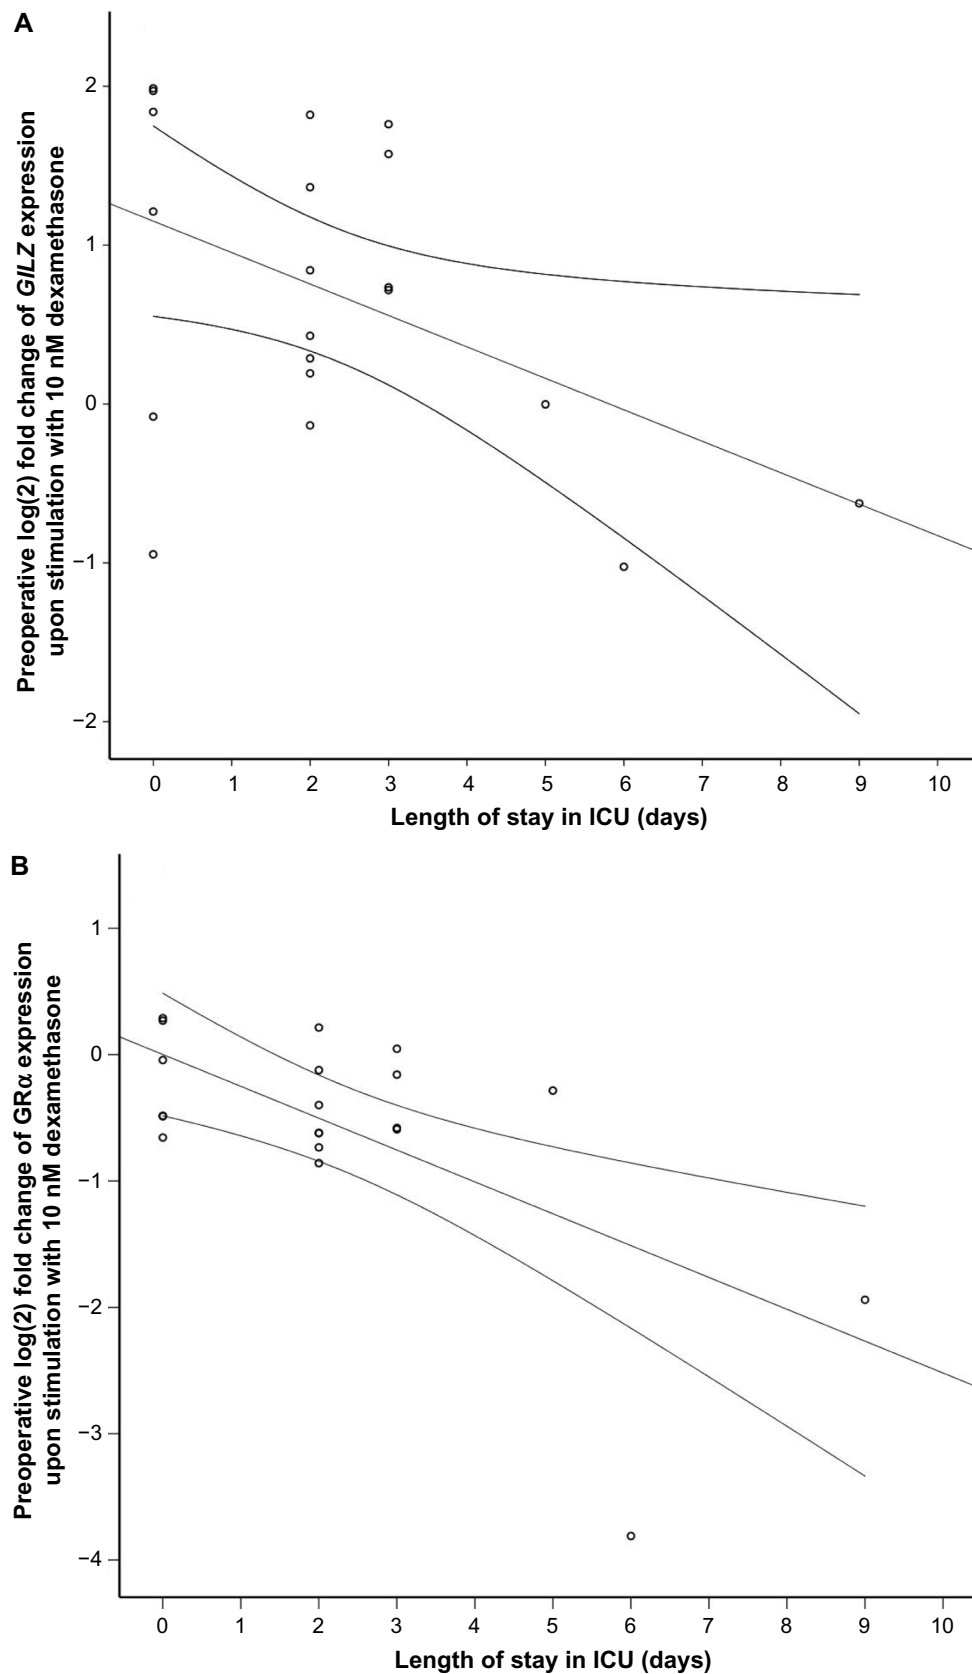 A
Preoperative log(2) fold change of GILZ expression
upon stimulation with 10 nM dexamethasone
2
1
0
−1
−2
0 1 2 3 4 5 6 7 8 9 10
Length of stay in ICU (days)
B
Preoperative log(2) fold change of GRα expression
upon stimulation with 10 nM dexamethasone
1
0
−1
−2
−3
−4
0 1 2 3 4 5 6 7 8 9 10
Length of stay in ICU (days)